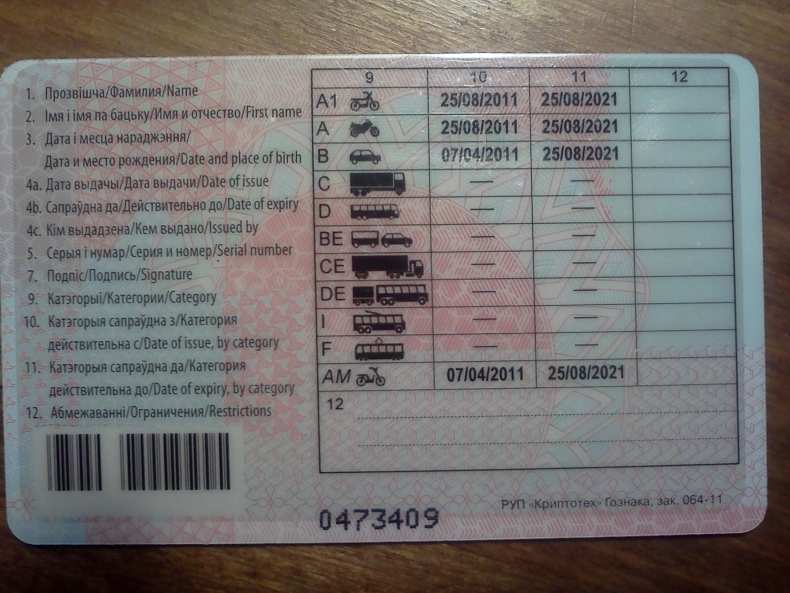 1. Прозвішча/Фамилия/Name
2. Імя і імя па бацьку/Имя и отчество/First name
3. Дата і месца нараджэння/
Дата и место рождения/Date and place of birth
4a. Дата выдачы/Дата выдачи/Date of issue
4b. Сапраўдна да/Действительно до/Date of expiry
4c. Кім выдадзена/Кем выдано/Issued by
5. Серыя і нумар/Серия и номер/Serial number
7. Подпіс/Подпись/Signature
9. Катэгорыі/Категории/Category
10. Катэгорыя сапраўдна з/Категория
действительна с/Date of issue, by category
11. Катэгорыя сапраўдна да/Категория
действительна до/Date of expiry, by category
12. Абмежаванні/Ограничения/Restrictions
9 10 11 12
A1 25/08/2011 25/08/2021
A 25/08/2011 25/08/2021
B 07/04/2011 25/08/2021
C — —
D — —
BE — —
CE — —
DE — —
I — —
F — —
AM 07/04/2011 25/08/2021
12
0473409
РУП «Криптотех» Гознака, зак. 064-11